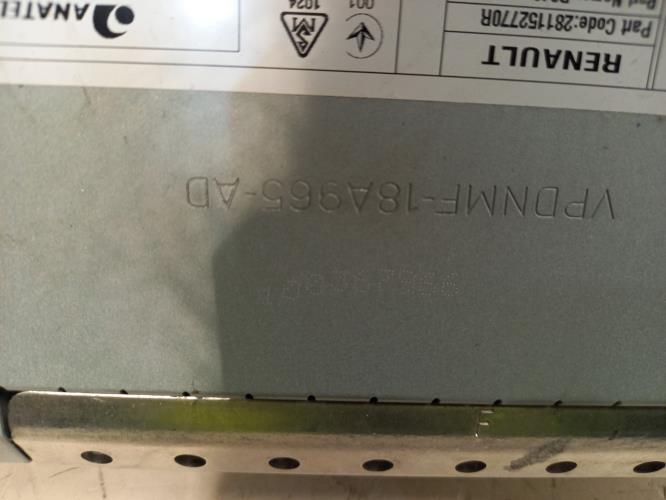 VPDNMF-18A965-AD
RENAULT
Part Code:281152770R
001
1024
ANATEL